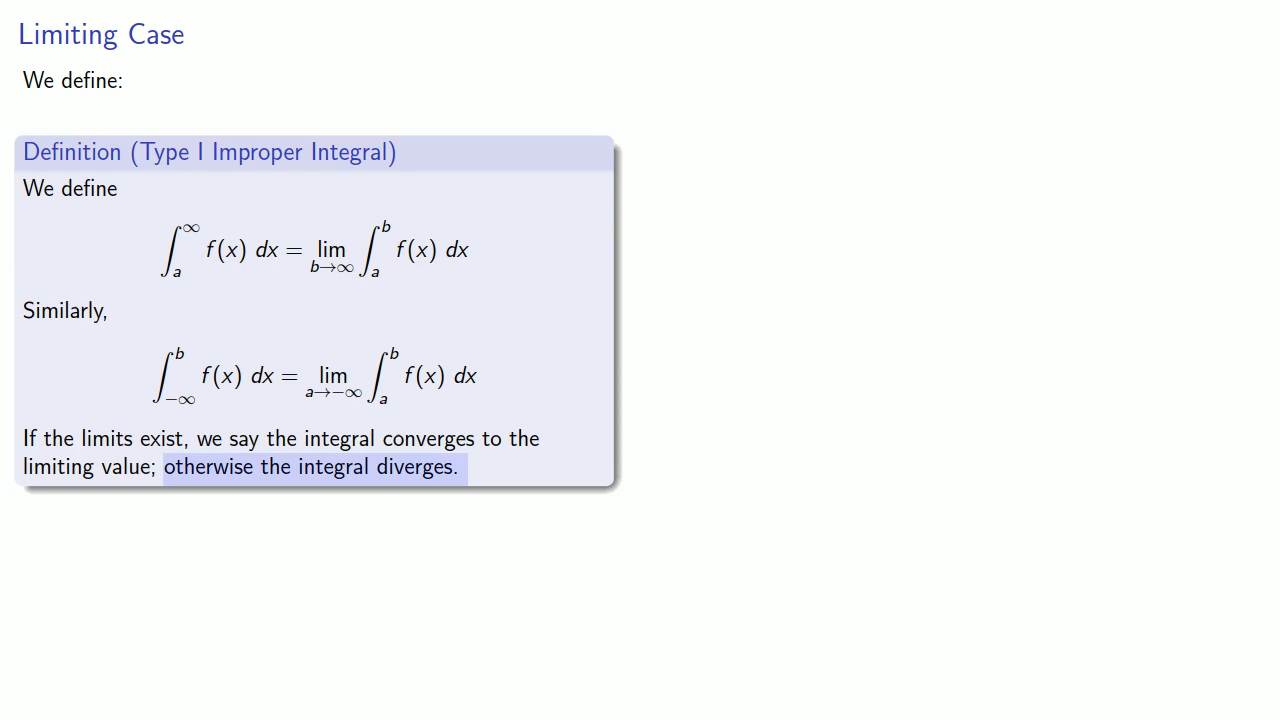 Limiting Case
We define:
Definition (Type I Improper Integral)
We define
∫_a^∞ f(x) dx = lim_{b→∞} ∫_a^b f(x) dx
Similarly,
∫_{−∞}^b f(x) dx = lim_{a→−∞} ∫_a^b f(x) dx
If the limits exist, we say the integral converges to the
limiting value; otherwise the integral diverges.